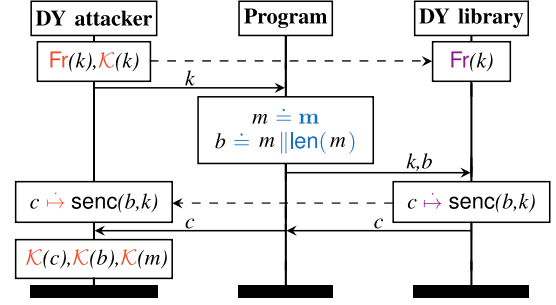 DY attacker Program DY library
Fr(k),𝒦(k) Fr(k)
k
m ≐ m
b ≐ m‖len(m)
k,b
c ↦̇ senc(b,k) c ↦̇ senc(b,k)
c c
𝒦(c),𝒦(b),𝒦(m)